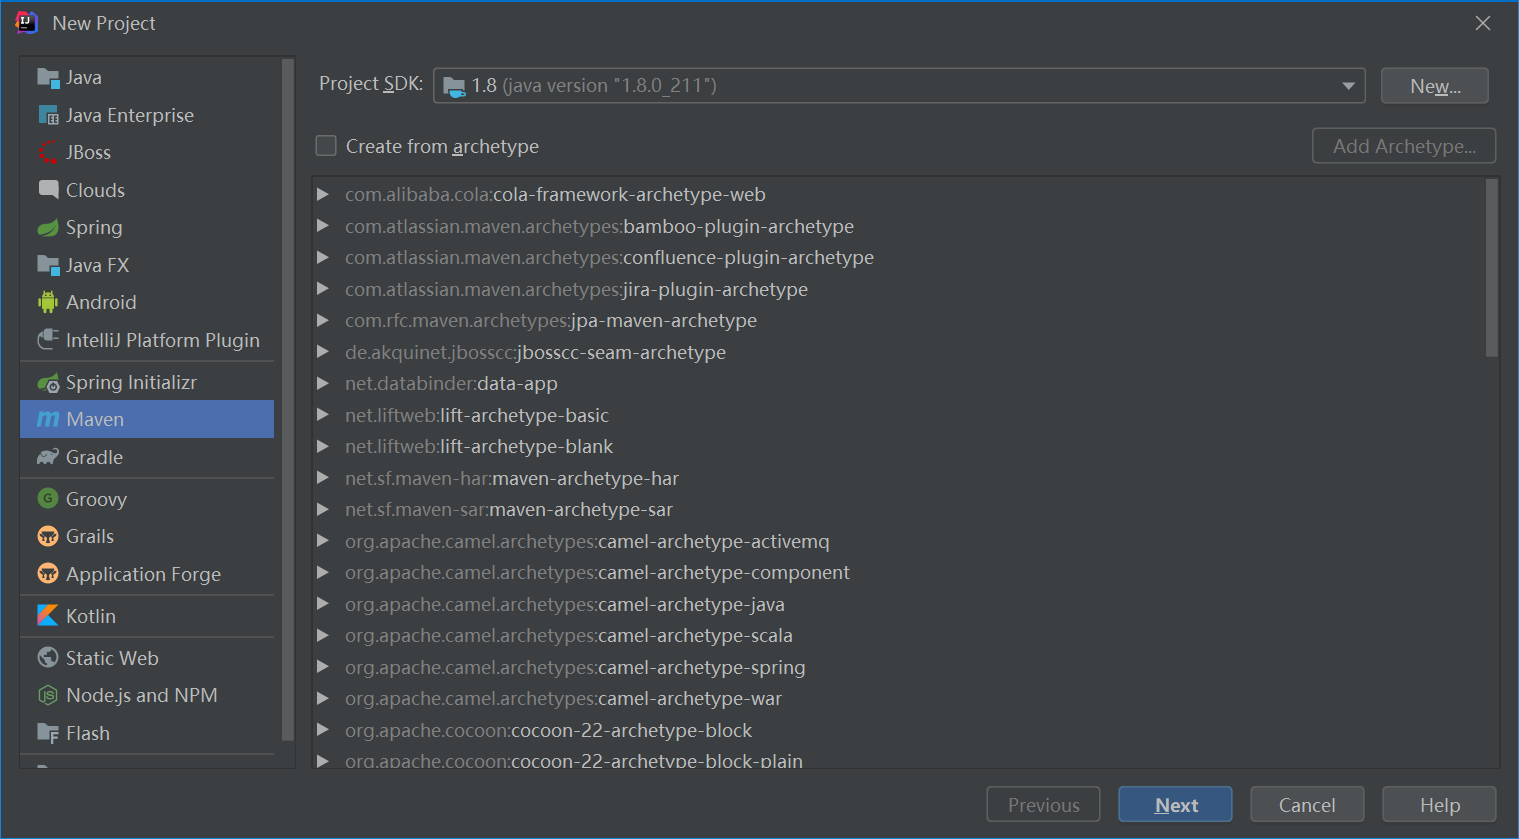 New Project
Java
Java Enterprise
JBoss
Clouds
Spring
Java FX
Android
IntelliJ Platform Plugin
Spring Initializr
Maven
Gradle
Groovy
Grails
Application Forge
Kotlin
Static Web
Node.js and NPM
Flash
Project SDK: 1.8 (java version "1.8.0_211") New...
Create from archetype Add Archetype...
com.alibaba.cola:cola-framework-archetype-web
com.atlassian.maven.archetypes:bamboo-plugin-archetype
com.atlassian.maven.archetypes:confluence-plugin-archetype
com.atlassian.maven.archetypes:jira-plugin-archetype
com.rfc.maven.archetypes:jpa-maven-archetype
de.akquinet.jbosscc:jbosscc-seam-archetype
net.databinder:data-app
net.liftweb:lift-archetype-basic
net.liftweb:lift-archetype-blank
net.sf.maven-har:maven-archetype-har
net.sf.maven-sar:maven-archetype-sar
org.apache.camel.archetypes:camel-archetype-activemq
org.apache.camel.archetypes:camel-archetype-component
org.apache.camel.archetypes:camel-archetype-java
org.apache.camel.archetypes:camel-archetype-scala
org.apache.camel.archetypes:camel-archetype-spring
org.apache.camel.archetypes:camel-archetype-war
org.apache.cocoon:cocoon-22-archetype-block
org.apache.cocoon:cocoon-22-archetype-block-plain
Previous Next Cancel Help